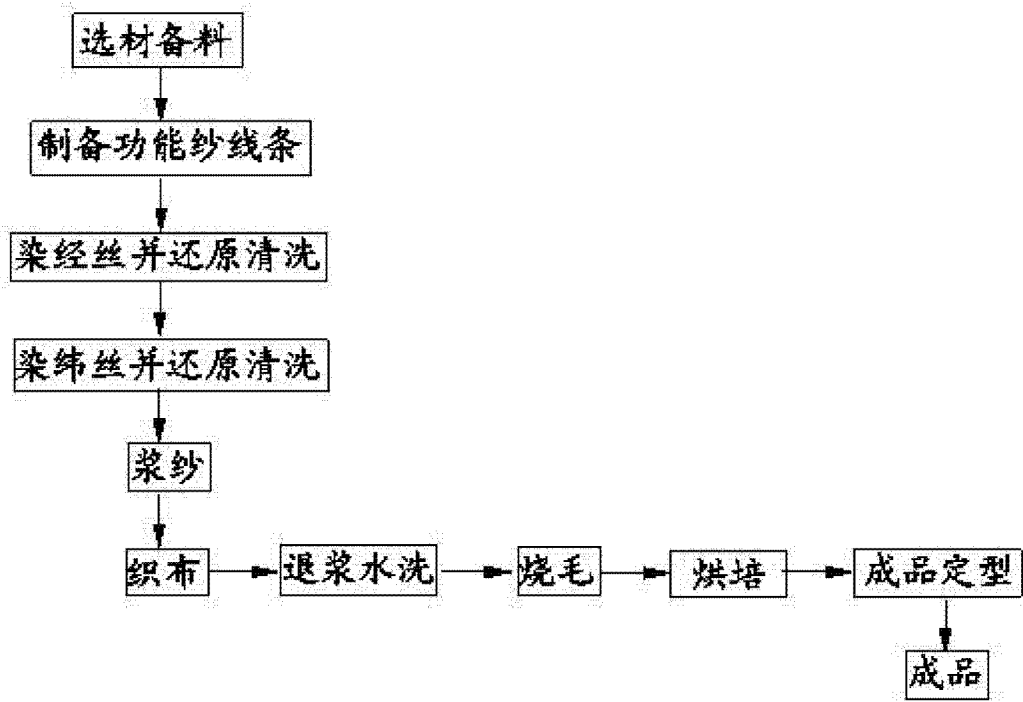 选材备料
制备功能纱线条
染经丝并还原清洗
染纬丝并还原清洗
浆纱
织布
退浆水洗
烧毛
烘培
成品定型
成品